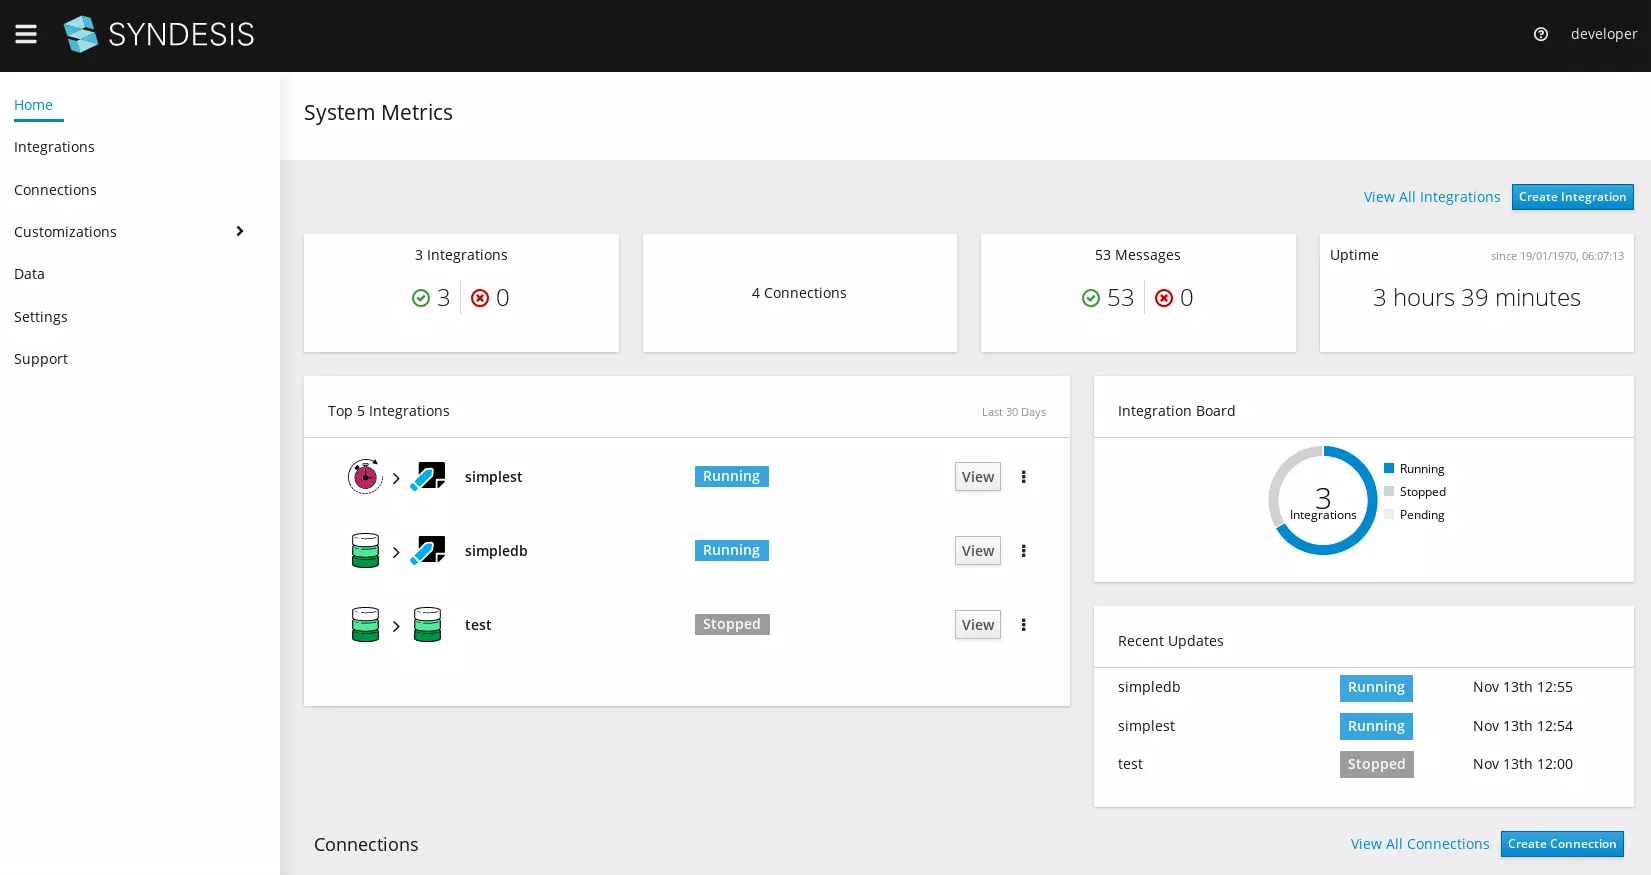 SYNDESIS
developer
Home
Integrations
Connections
Customizations
Data
Settings
Support
System Metrics
View All Integrations
Create Integration
3 Integrations
3
0
4 Connections
53 Messages
53
0
Uptime
since 19/01/1970, 06:07:13
3 hours 39 minutes
Top 5 Integrations
Last 30 Days
simplest
Running
View
simpledb
Running
View
test
Stopped
View
Integration Board
3
Integrations
Running
Stopped
Pending
Recent Updates
simpledb Running Nov 13th 12:55
simplest Running Nov 13th 12:54
test Stopped Nov 13th 12:00
Connections
View All Connections
Create Connection